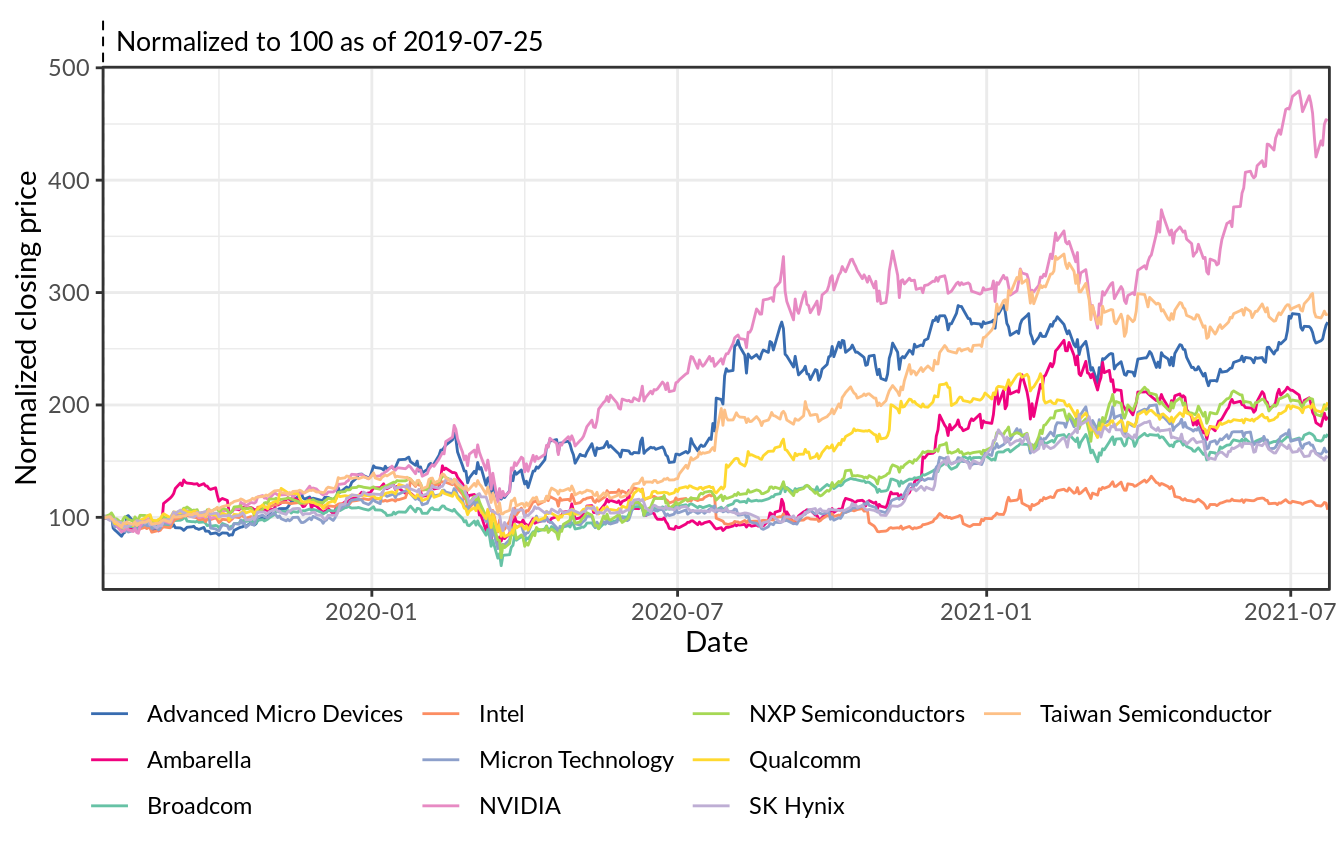 Normalized to 100 as of 2019-07-25
500
400
300
200
100
Normalized closing price
2020-01
2020-07
2021-01
2021-07
Date
Advanced Micro Devices
Intel
NXP Semiconductors
Taiwan Semiconductor
Ambarella
Micron Technology
Qualcomm
Broadcom
NVIDIA
SK Hynix